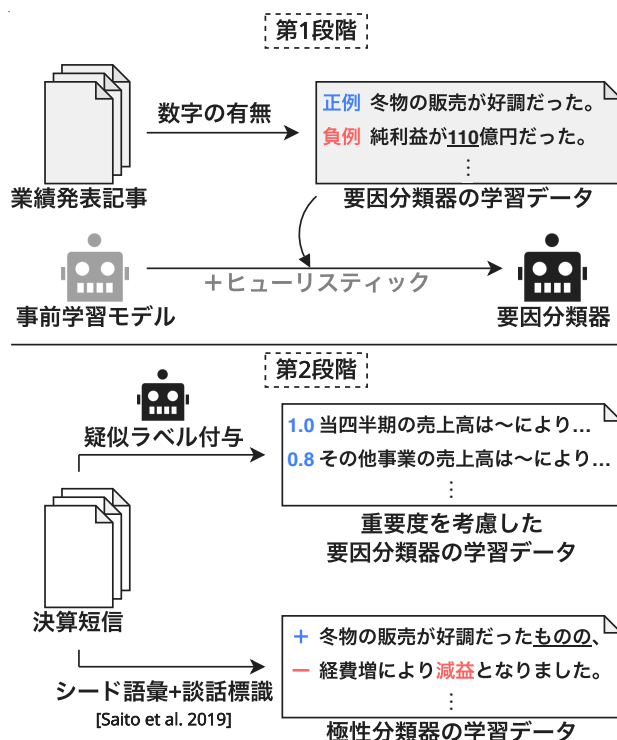 第1段階
数字の有無
正例 冬物の販売が好調だった。
負例 純利益が110億円だった。
⋮
業績発表記事
要因分類器の学習データ
+ヒューリスティック
事前学習モデル
要因分類器
第2段階
疑似ラベル付与
1.0 当四半期の売上高は〜により…
0.8 その他事業の売上高は〜により…
⋮
重要度を考慮した
要因分類器の学習データ
決算短信
+ 冬物の販売が好調だったものの、
− 経費増により減益となりました。
⋮
シード語彙+談話標識
[Saito et al. 2019]
極性分類器の学習データ